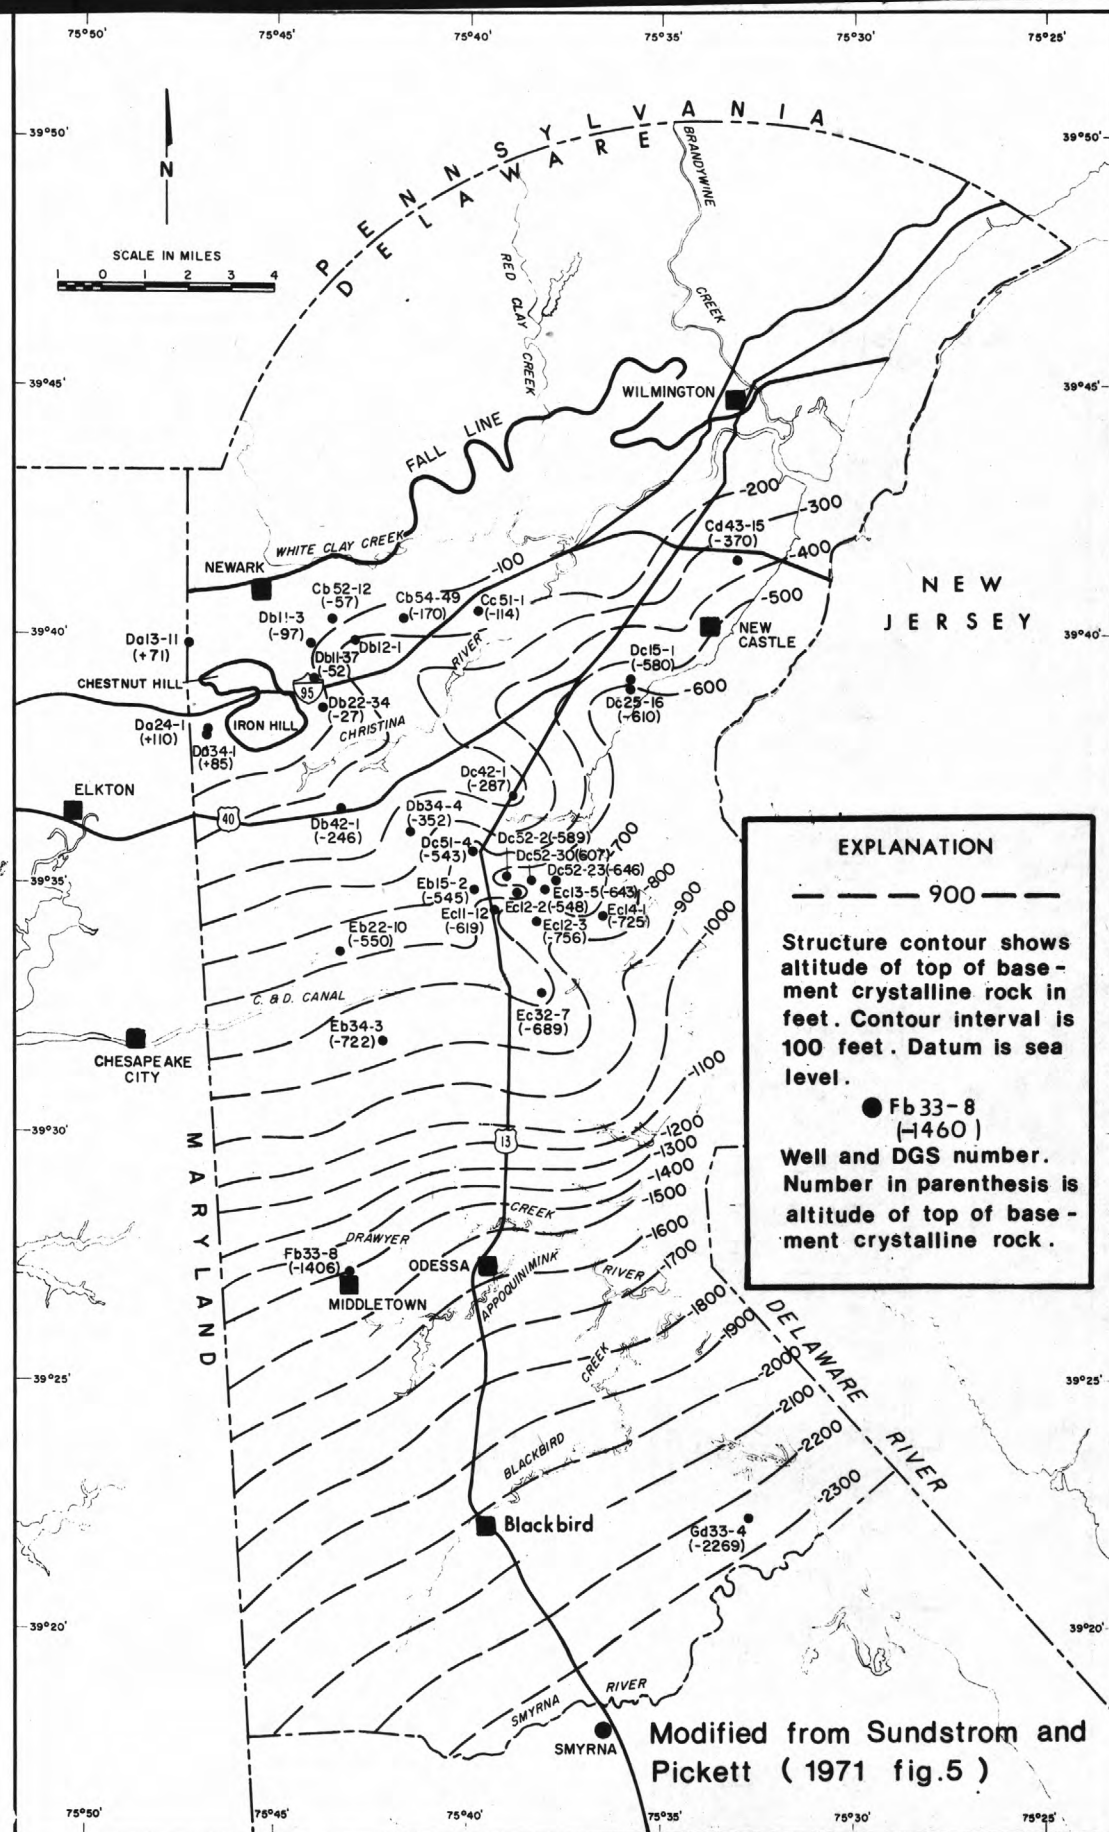 75°50'
75°45'
75°40'
75°35'
75°30'
75°25'
39°50'
39°50'
PENNSYLVANIA
DELAWARE
N
SCALE IN MILES
1 0 1 2 3 4
BRANDYWINE
CREEK
RED CLAY CREEK
39°45'
39°45'
WILMINGTON
FALL LINE
WHITE CLAY CREEK
NEWARK
-100
-200
-300
-400
-500
-600
Cd43-15
(-370)
Cb52-12
(-57)
Cb54-49
(-170)
Cc51-1
(-114)
Db11-3
(-97)
Db12-1
NEW
JERSEY
NEW
CASTLE
39°40'
39°40'
Da13-11
(+71)
Db11-37
(-52)
RIVER
Dc15-1
(-580)
CHESTNUT HILL
95
Dc25-16
(-610)
Db22-34
(-27)
IRON HILL
CHRISTINA
Da24-1
(+110)
Dd34-1
(+85)
ELKTON
40
Dc42-1
(-287)
Db34-4
(-352)
Db42-1
(-246)
Dc51-4
(-543)
Dc52-2(-589)
Dc52-30(607)
Dc52-23(-646)
-700
-800
-900
-1000
39°35'
Eb15-2
(-545)
Ec13-5(-643)
Ec12-2(-548)
Ec14-1
(-725)
Ec11-12
(-619)
Ec12-3
(-756)
Eb22-10
(-550)
C. & D. CANAL
Ec32-7
(-689)
Eb34-3
(-722)
CHESAPEAKE
CITY
-1100
39°30'
13
-1200
-1300
-1400
-1500
-1600
-1700
-1800
-1900
-2000
-2100
-2200
-2300
MARYLAND
CREEK
DRAWYER
Fb33-8
(-1406)
ODESSA
APPOQUINIMINK
RIVER
MIDDLETOWN
CREEK
BLACKBIRD
DELAWARE RIVER
39°25'
39°25'
Blackbird
Gd33-4
(-2269)
39°20'
39°20'
SMYRNA
RIVER
SMYRNA
EXPLANATION
900
Structure contour shows
altitude of top of base-
ment crystalline rock in
feet. Contour interval is
100 feet. Datum is sea
level.
Fb33-8
(-1460)
Well and DGS number.
Number in parenthesis is
altitude of top of base-
ment crystalline rock.
Modified from Sundstrom and
Pickett (1971 fig.5)
75°50'
75°45'
75°40'
75°35'
75°30'
75°25'